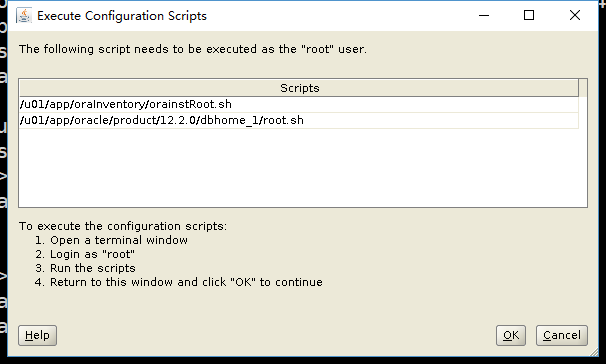 Execute Configuration Scripts
The following script needs to be executed as the "root" user.
Scripts
/u01/app/oraInventory/orainstRoot.sh
/u01/app/oracle/product/12.2.0/dbhome_1/root.sh
To execute the configuration scripts:
1. Open a terminal window
2. Login as "root"
3. Run the scripts
4. Return to this window and click "OK" to continue
Help
OK
Cancel